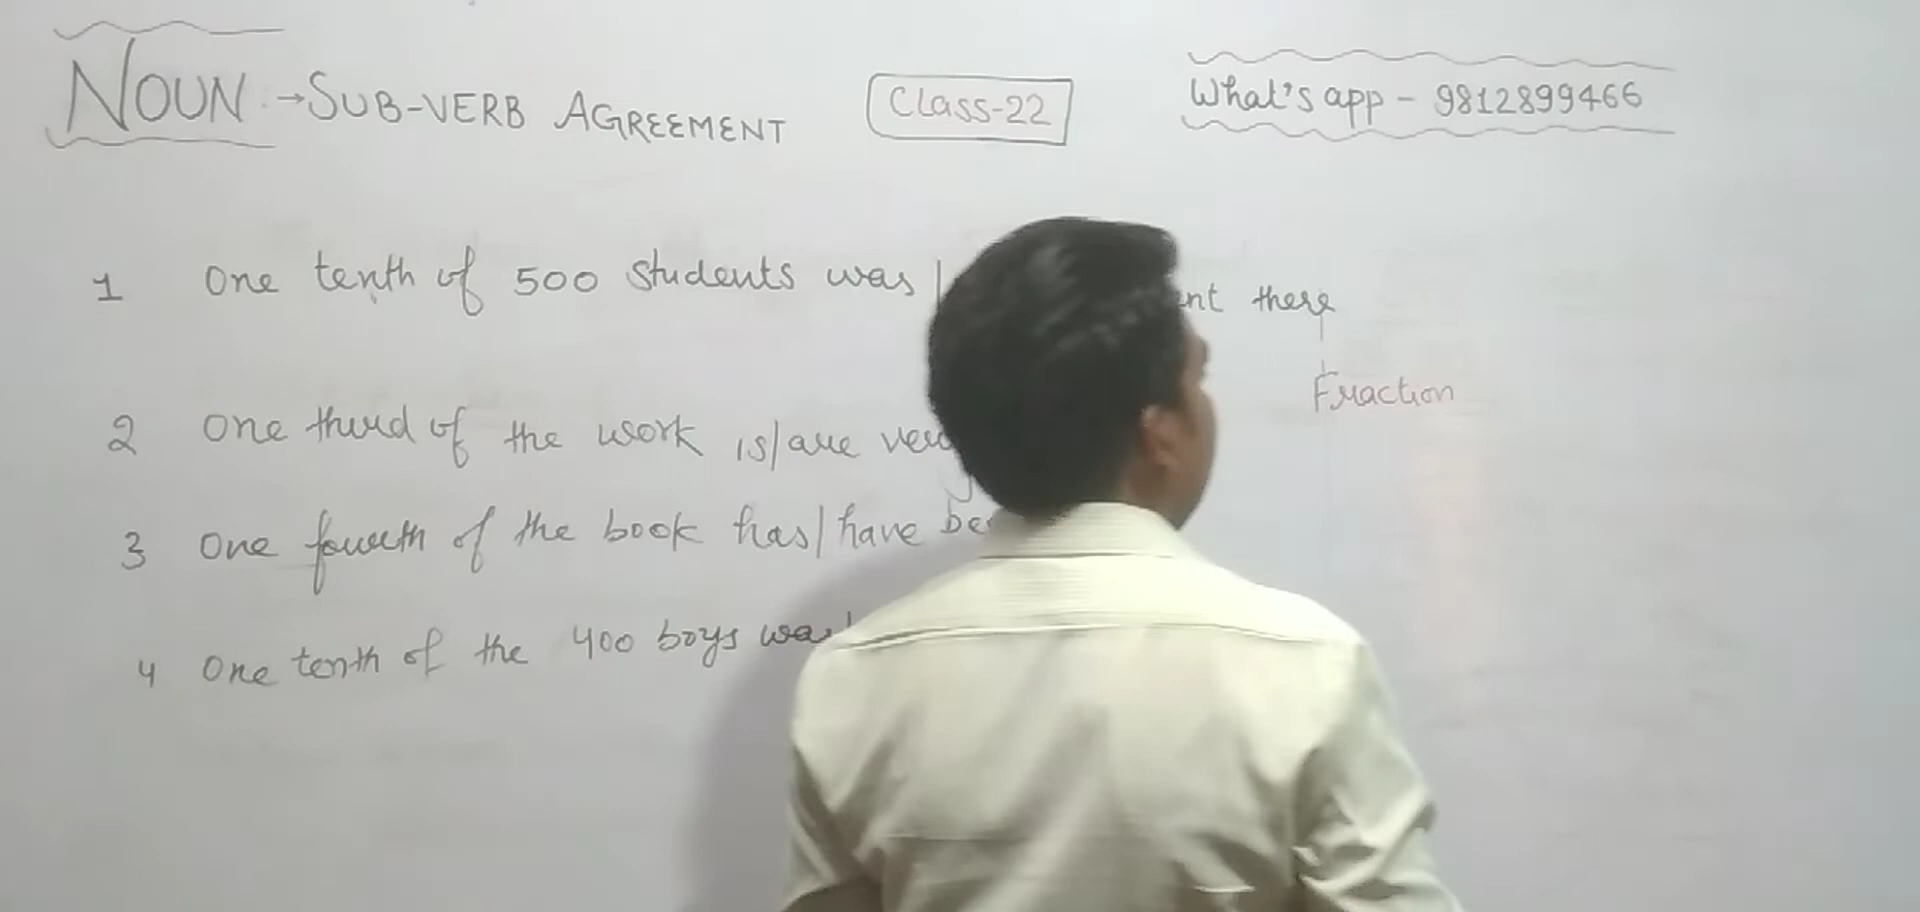 NOUN → SUB-VERB AGREEMENT
Class-22
What's app - 9812899466
1 One tenth of 500 students was/ there
Fraction
2 One third of the work is/are
3 One fourth of the book has/have
4 One tenth of the 400 boys was/